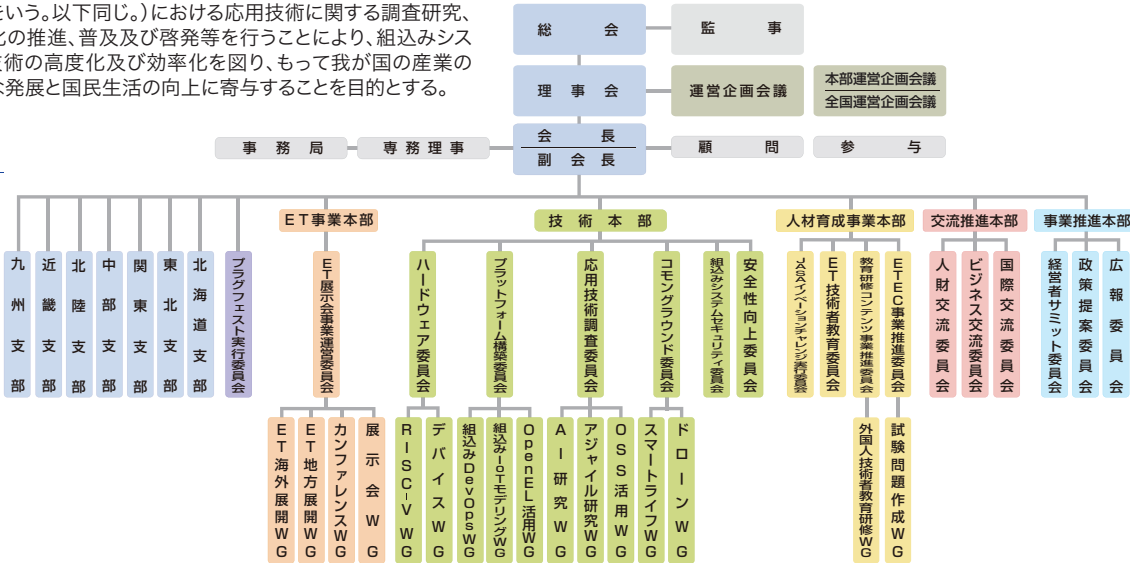 をいう。以下同じ。)における応用技術に関する調査研究、
化の推進、普及及び啓発等を行うことにより、組込みシス
技術の高度化及び効率化を図り、もって我が国の産業の
な発展と国民生活の向上に寄与することを目的とする。
総会
監事
理事会
運営企画会議
本部運営企画会議
全国運営企画会議
事務局
専務理事
会長
副会長
顧問
参与
ET事業本部
技術本部
人材育成事業本部
交流推進本部
事業推進本部
九州支部
近畿支部
北陸支部
中部支部
関東支部
東北支部
北海道支部
プラグフェスト実行委員会
ET展示会事業運営委員会
ハードウェア委員会
プラットフォーム構築委員会
応用技術調査委員会
コモングラウンド委員会
組込みシステムセキュリティ委員会
安全性向上委員会
JASAイノベーションチャレンジ実行委員会
ET技術者教育委員会
教育研修コンテンツ事業推進委員会
ETEC事業推進委員会
人財交流委員会
ビジネス交流委員会
国際交流委員会
経営者サミット委員会
政策提案委員会
広報委員会
ET海外展開WG
ET地方展開WG
カンファレンスWG
展示会WG
RISC-VWG
デバイスWG
組込みDevOpsWG
組込みIoTモデリングWG
OpenEL活用WG
AI研究WG
アジャイル研究WG
OSS活用WG
スマートライフWG
ドローンWG
外国人技術者教育研修WG
試験問題作成WG